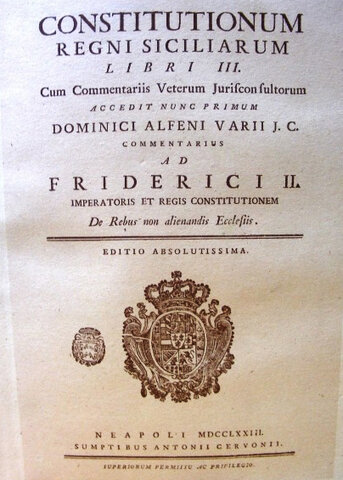 CONSTITUTIONUM
REGNI SICILIARUM
LIBRI III.
Cum Commentariis Veterum Jurisconsultorum
ACCEDIT NUNC PRIMUM
DOMINICI ALFENI VARII J. C.
COMMENTARIUS
AD
FRIDERICI II.
IMPERATORIS ET REGIS CONSTITUTIONEM
De Rebus non alienandis Ecclesiis.
EDITIO ABSOLUTISSIMA.
NEAPOLI MDCCLXXIII.
SUMPTIBUS ANTONII CERVONII.
SUPERIORUM PERMISSU AC PRIVILEGIO.